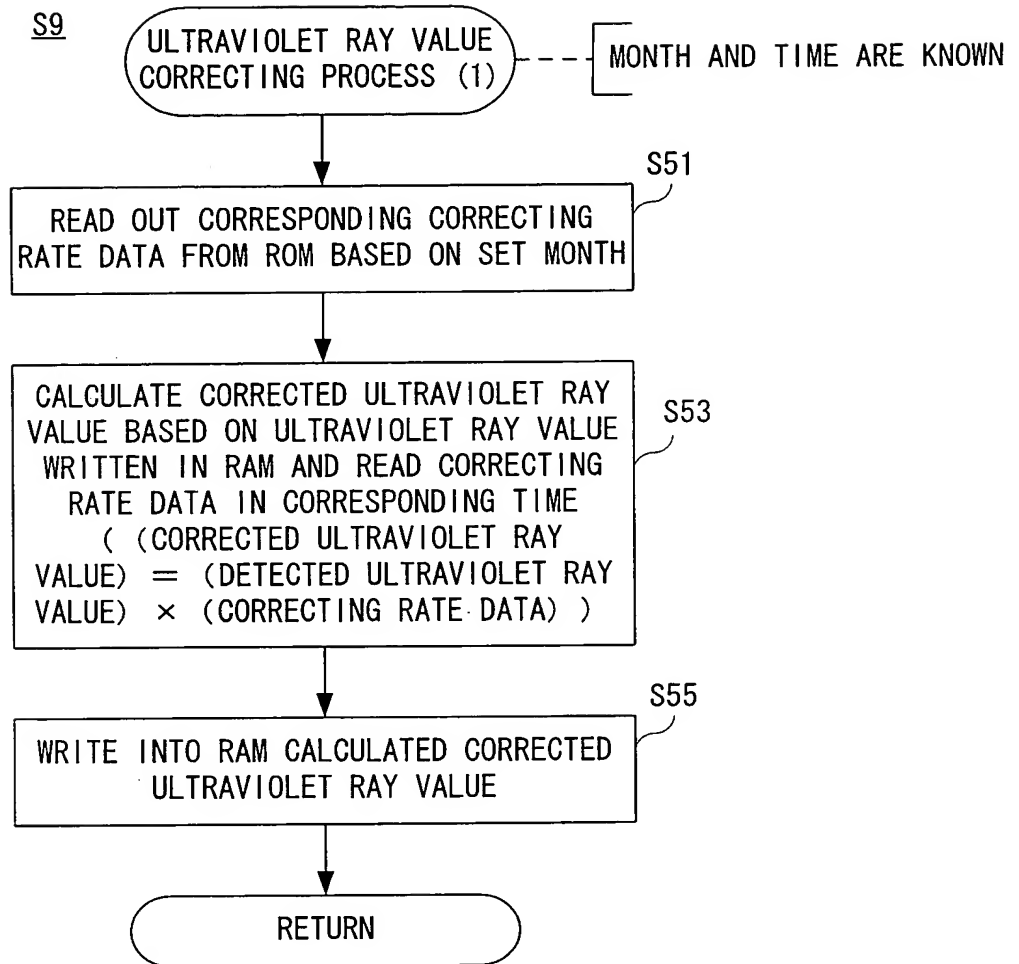 S9
ULTRAVIOLET RAY VALUE
CORRECTING PROCESS (1)
MONTH AND TIME ARE KNOWN
S51
READ OUT CORRESPONDING CORRECTING
RATE DATA FROM ROM BASED ON SET MONTH
S53
CALCULATE CORRECTED ULTRAVIOLET RAY
VALUE BASED ON ULTRAVIOLET RAY VALUE
WRITTEN IN RAM AND READ CORRECTING
RATE DATA IN CORRESPONDING TIME
( (CORRECTED ULTRAVIOLET RAY
VALUE) = (DETECTED ULTRAVIOLET RAY
VALUE) × (CORRECTING RATE DATA) )
S55
WRITE INTO RAM CALCULATED CORRECTED
ULTRAVIOLET RAY VALUE
RETURN